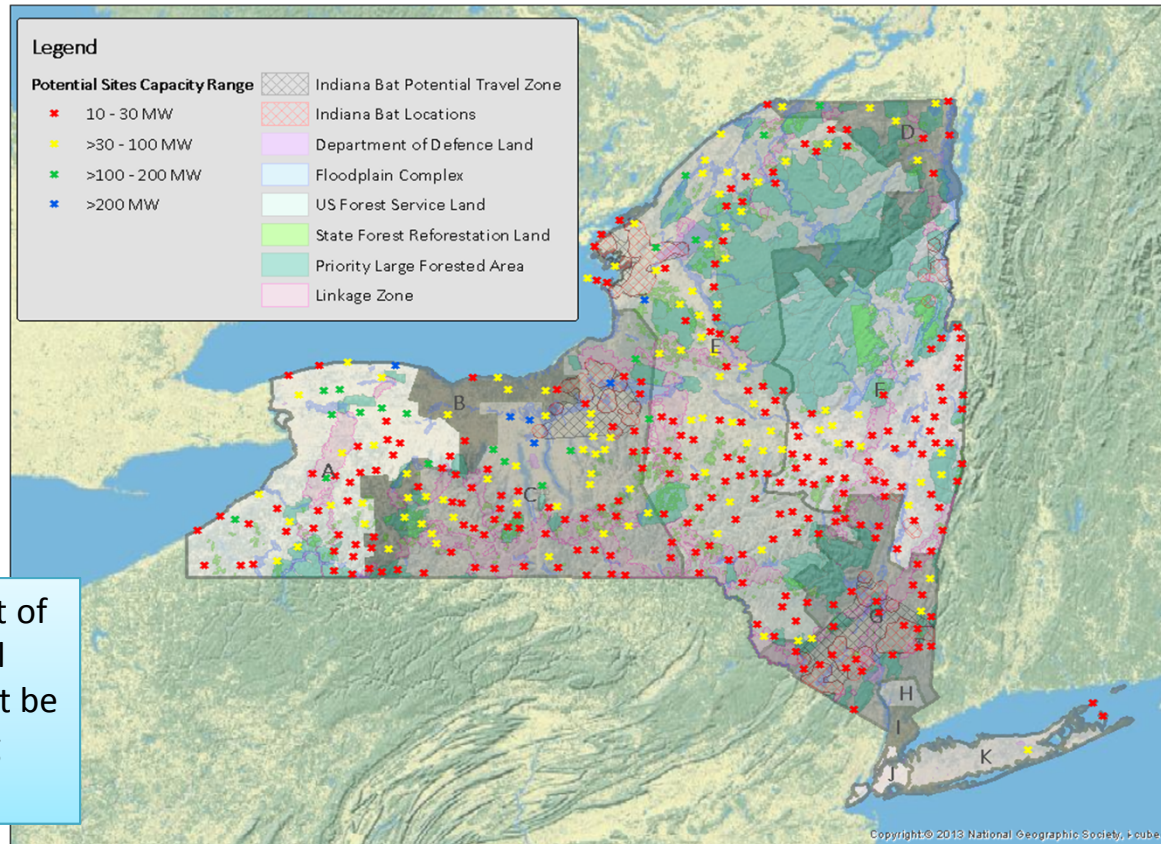 Legend
Potential Sites Capacity Range
10 - 30 MW
>30 - 100 MW
>100 - 200 MW
>200 MW
Indiana Bat Potential Travel Zone
Indiana Bat Locations
Department of Defence Land
Floodplain Complex
US Forest Service Land
State Forest Reforestation Land
Priority Large Forested Area
Linkage Zone
D
E
F
B
A
C
G
H
I
J
K
t of
t be
Copyright:© 2013 National Geographic Society, i-cubed